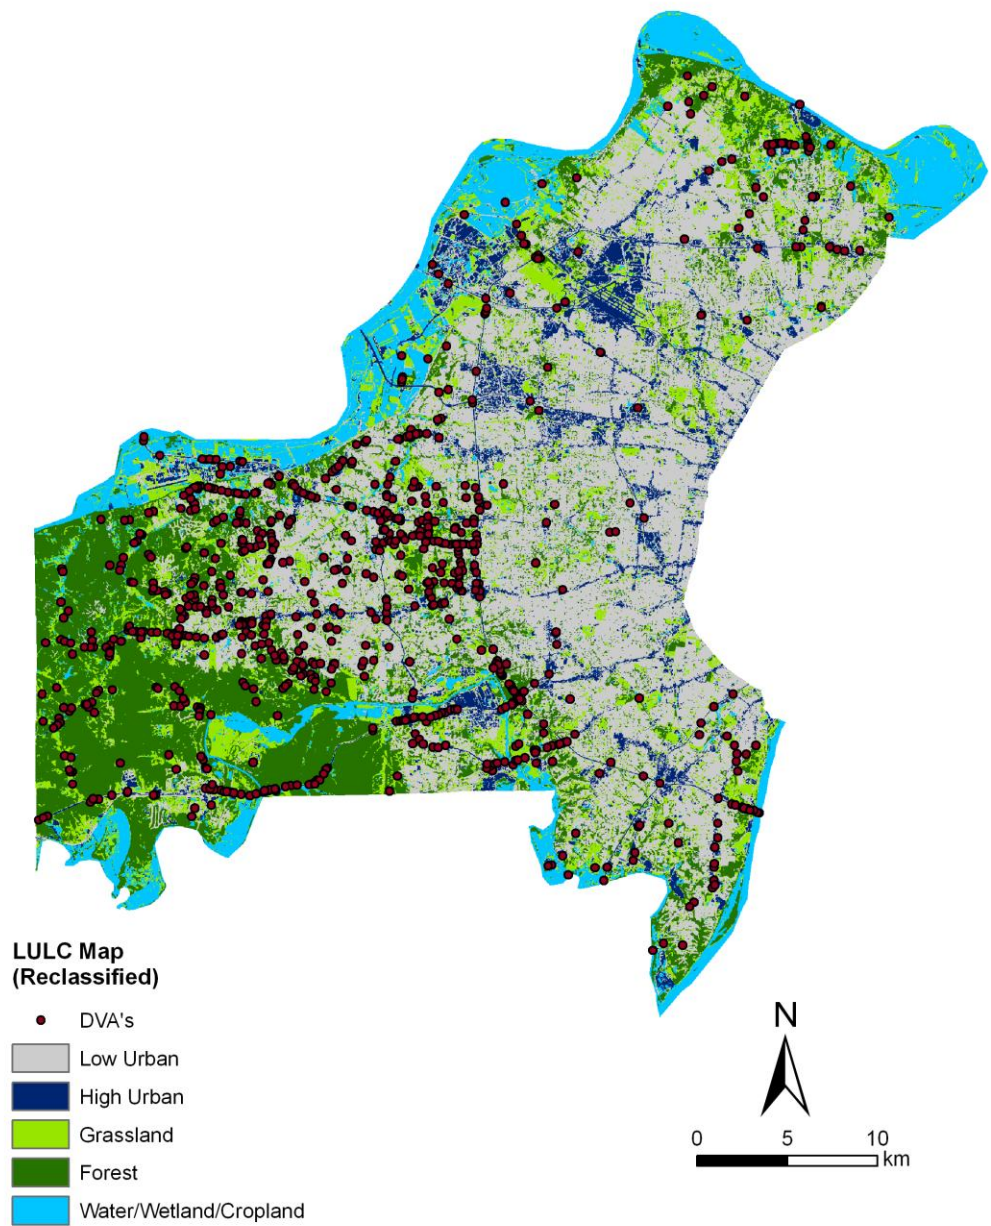 LULC Map
(Reclassified)
DVA's
Low Urban
High Urban
Grassland
Forest
Water/Wetland/Cropland
N
0 5 10
km